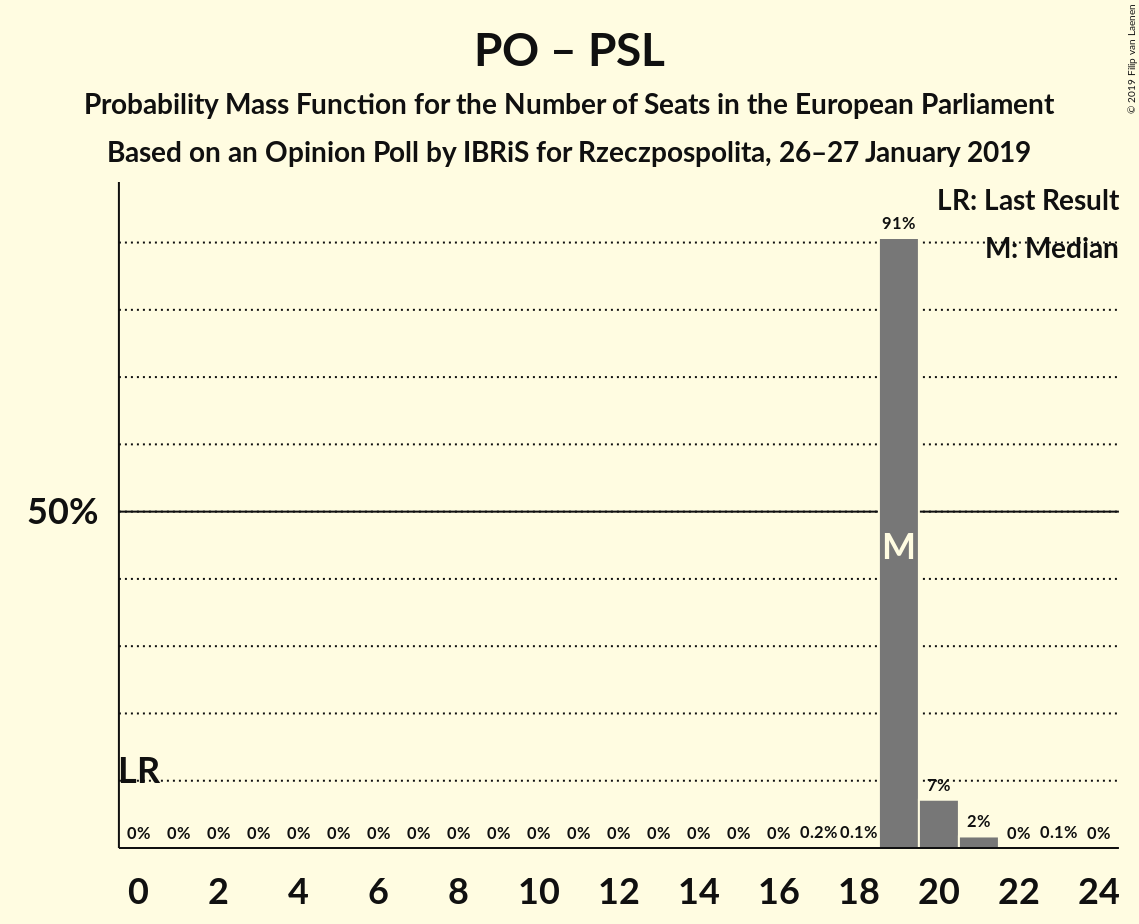 PO – PSL
Probability Mass Function for the Number of Seats in the European Parliament
Based on an Opinion Poll by IBRiS for Rzeczpospolita, 26–27 January 2019
© 2019 Filip van Laenen
LR: Last Result
M: Median
91%
50%
M
LR
7%
2%
0% 0% 0% 0% 0% 0% 0% 0% 0% 0% 0% 0% 0% 0% 0% 0% 0% 0.2% 0.1% 0% 0.1% 0%
0 2 4 6 8 10 12 14 16 18 20 22 24